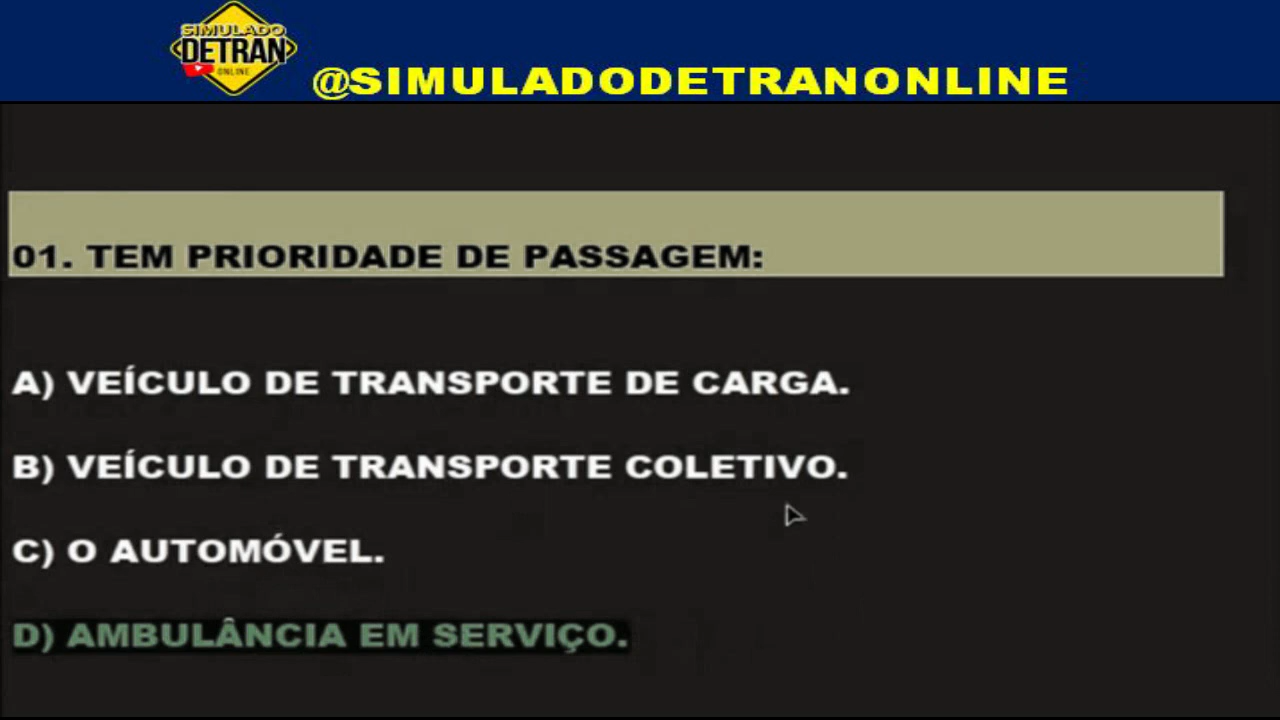 SIMULADO
DETRAN
ONLINE
@SIMULADODETRANONLINE
01. TEM PRIORIDADE DE PASSAGEM:
A) VEÍCULO DE TRANSPORTE DE CARGA.
B) VEÍCULO DE TRANSPORTE COLETIVO.
C) O AUTOMÓVEL.
D) AMBULÂNCIA EM SERVIÇO.